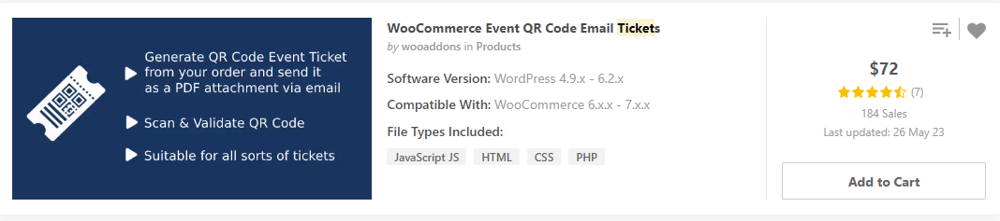 Generate QR Code Event Ticket
from your order and send it
as a PDF attachment via email
Scan & Validate QR Code
Suitable for all sorts of tickets
WooCommerce Event QR Code Email Tickets
by wooaddons in Products
Software Version: WordPress 4.9.x - 6.2.x
Compatible With: WooCommerce 6.x.x - 7.x.x
File Types Included:
JavaScript JS HTML CSS PHP
$72
(7)
184 Sales
Last updated: 26 May 23
Add to Cart